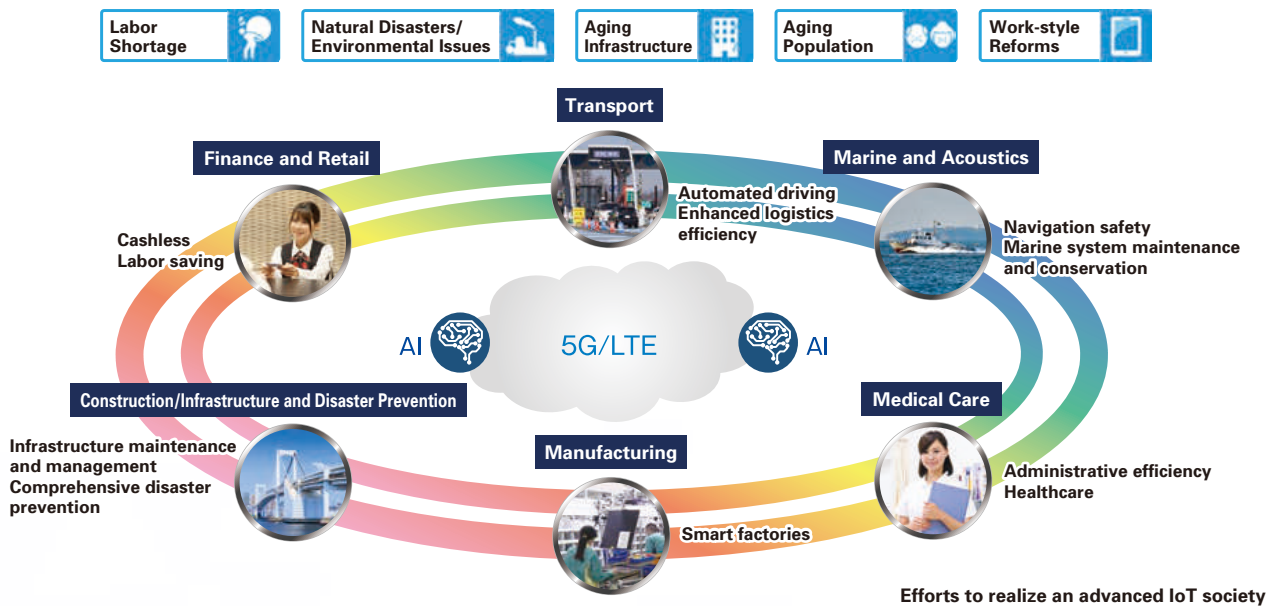 Labor
Shortage
Natural Disasters/
Environmental Issues
Aging
Infrastructure
Aging
Population
Work-style
Reforms
Transport
Finance and Retail
Marine and Acoustics
Automated driving
Enhanced logistics
efficiency
Navigation safety
Marine system maintenance
and conservation
Cashless
Labor saving
AI
5G/LTE
AI
Construction/Infrastructure and Disaster Prevention
Medical Care
Infrastructure maintenance
and management
Comprehensive disaster
prevention
Manufacturing
Administrative efficiency
Healthcare
Smart factories
Efforts to realize an advanced IoT society